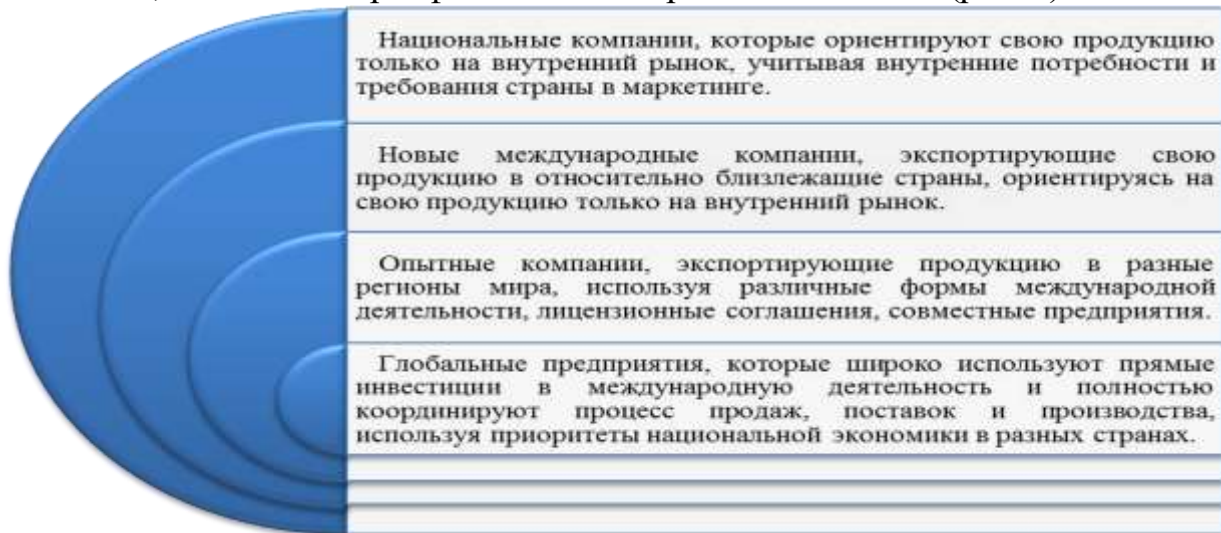 Национальные компании, которые ориентируют свою продукцию
только на внутренний рынок, учитывая внутренние потребности и
требования страны в маркетинге.
Новые международные компании, экспортирующие свою
продукцию в относительно близлежащие страны, ориентируясь на
свою продукцию только на внутренний рынок.
Опытные компании, экспортирующие продукцию в разные
регионы мира, используя различные формы международной
деятельности, лицензионные соглашения, совместные предприятия.
Глобальные предприятия, которые широко используют прямые
инвестиции в международную деятельность и полностью
координируют процесс продаж, поставок и производства,
используя приоритеты национальной экономики в разных странах.